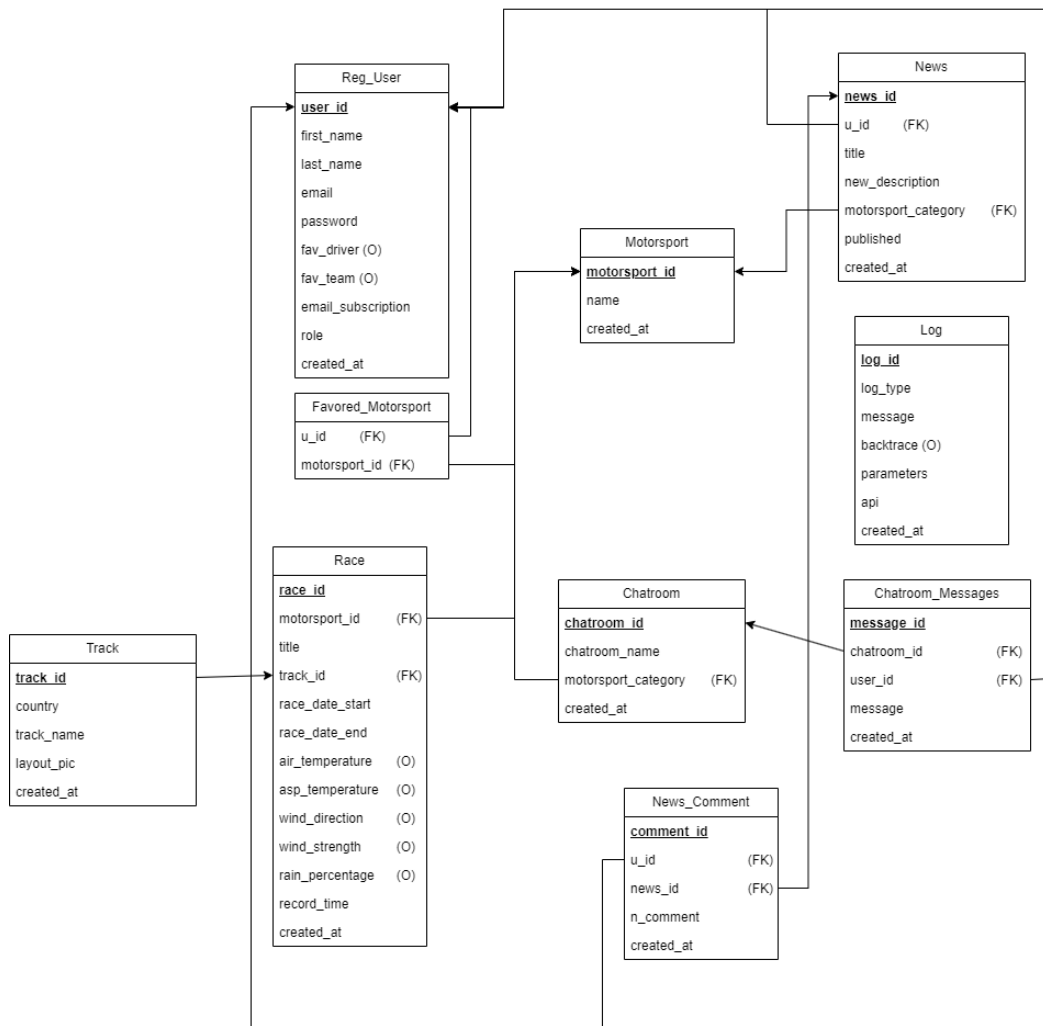 Reg_User
user_id
first_name
last_name
email
password
fav_driver (O)
fav_team (O)
email_subscription
role
created_at
Favored_Motorsport
u_id (FK)
motorsport_id (FK)
News
news_id
u_id (FK)
title
new_description
motorsport_category (FK)
published
created_at
Motorsport
motorsport_id
name
created_at
Log
log_id
log_type
message
backtrace (O)
parameters
api
created_at
Race
race_id
motorsport_id (FK)
title
track_id (FK)
race_date_start
race_date_end
air_temperature (O)
asp_temperature (O)
wind_direction (O)
wind_strength (O)
rain_percentage (O)
record_time
created_at
Track
track_id
country
track_name
layout_pic
created_at
Chatroom
chatroom_id
chatroom_name
motorsport_category (FK)
created_at
Chatroom_Messages
message_id
chatroom_id (FK)
user_id (FK)
message
created_at
News_Comment
comment_id
u_id (FK)
news_id (FK)
n_comment
created_at